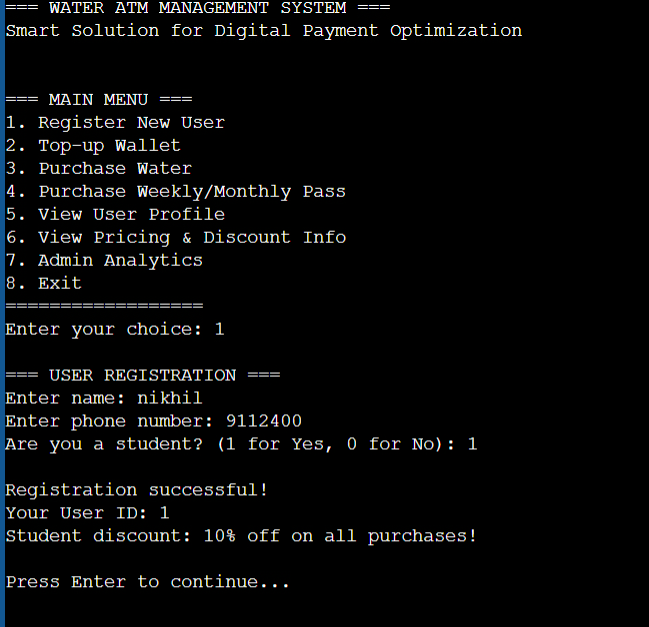 === WATER ATM MANAGEMENT SYSTEM ===
Smart Solution for Digital Payment Optimization
=== MAIN MENU ===
1. Register New User
2. Top-up Wallet
3. Purchase Water
4. Purchase Weekly/Monthly Pass
5. View User Profile
6. View Pricing & Discount Info
7. Admin Analytics
8. Exit
==================
Enter your choice: 1
=== USER REGISTRATION ===
Enter name: nikhil
Enter phone number: 9112400
Are you a student? (1 for Yes, 0 for No): 1
Registration successful!
Your User ID: 1
Student discount: 10% off on all purchases!
Press Enter to continue...